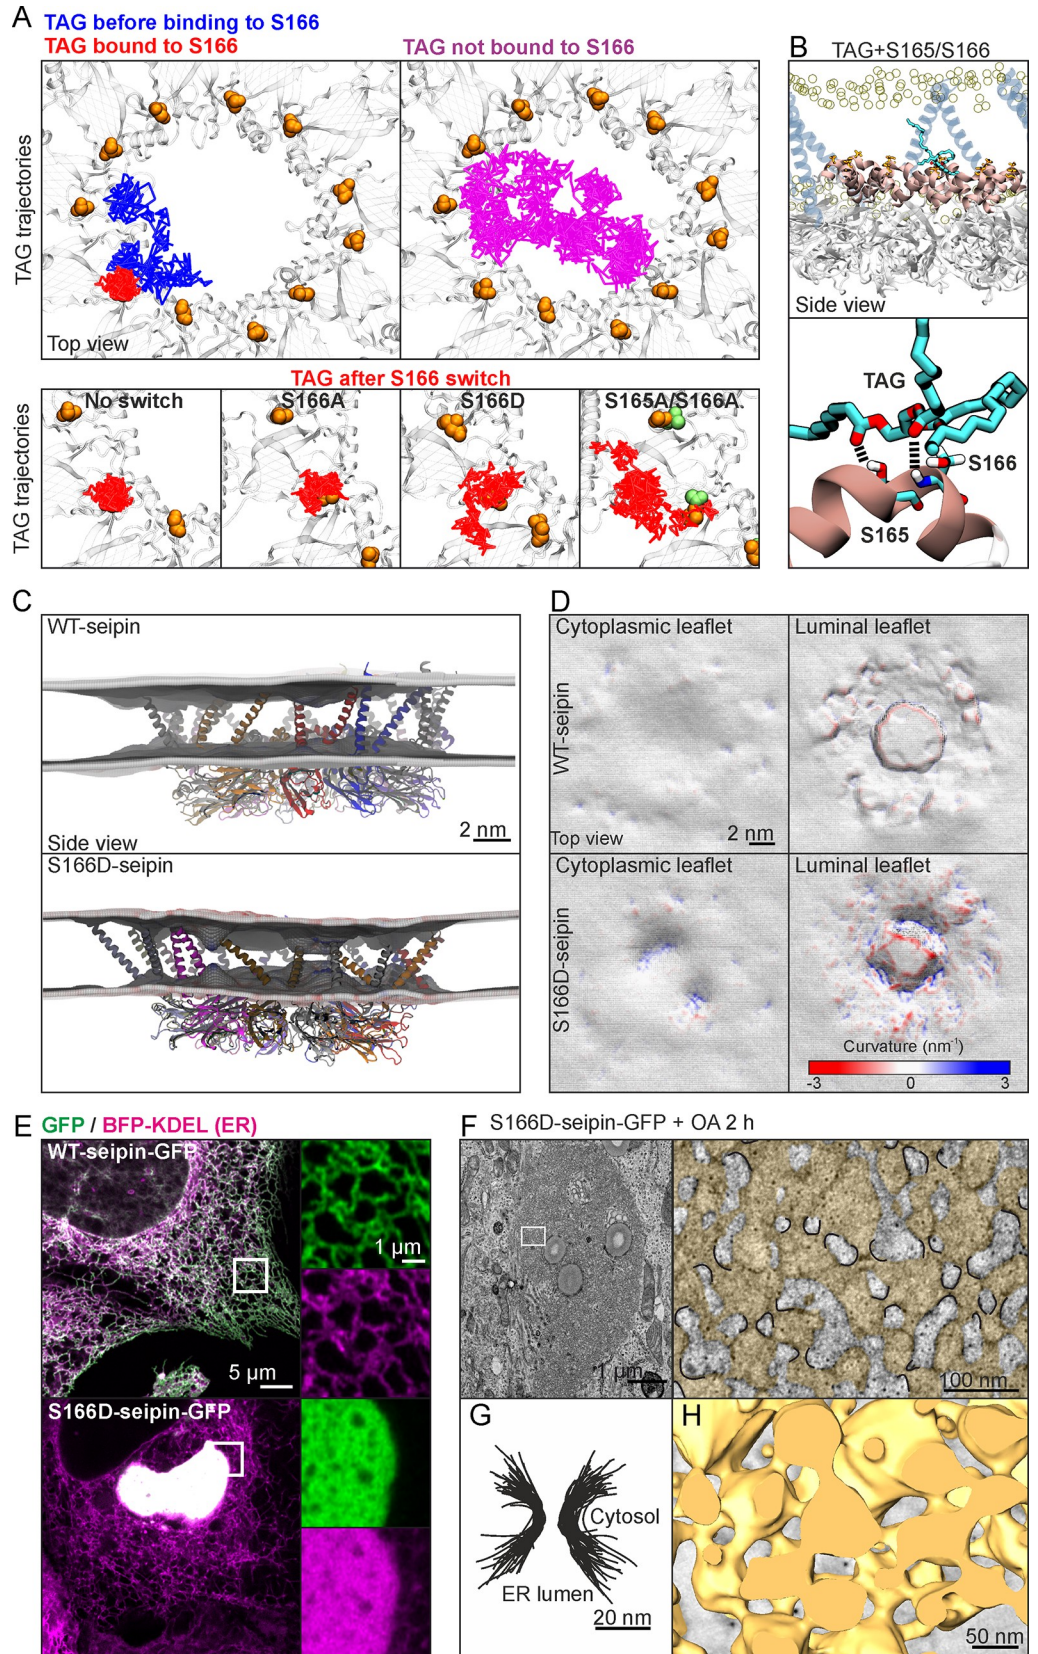 A
TAG before binding to S166
TAG bound to S166
TAG not bound to S166
TAG trajectories
Top view
TAG after S166 switch
No switch
S166A
S166D
S165A/S166A
TAG trajectories
B
TAG+S165/S166
Side view
TAG
S166
S165
C
WT-seipin
Side view
2 nm
S166D-seipin
D
Cytoplasmic leaflet
Luminal leaflet
WT-seipin
Top view
2 nm
Cytoplasmic leaflet
Luminal leaflet
S166D-seipin
Curvature (nm⁻¹)
-3
0
3
E
GFP / BFP-KDEL (ER)
WT-seipin-GFP
1 µm
5 µm
S166D-seipin-GFP
F
S166D-seipin-GFP + OA 2 h
1 µm
100 nm
G
Cytosol
ER lumen
20 nm
H
50 nm